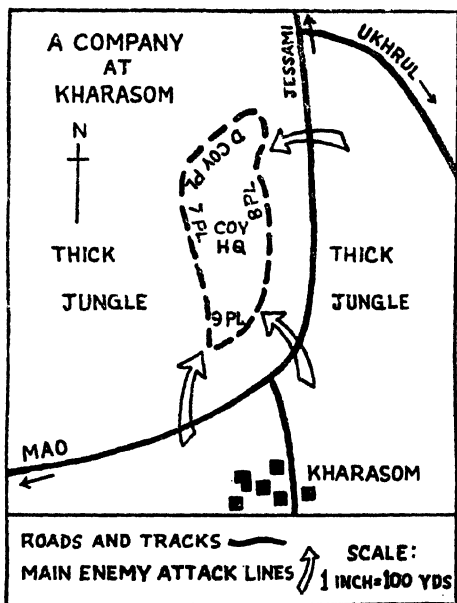 A COMPANY
AT
KHARASOM
N
JESSAMI
UKHRUL
D COY PL
7 PL
8 PL
COY
HQ
THICK
JUNGLE
THICK
JUNGLE
9 PL
MAO
KHARASOM
ROADS AND TRACKS
MAIN ENEMY ATTACK LINES
SCALE:
1 INCH=100 YDS